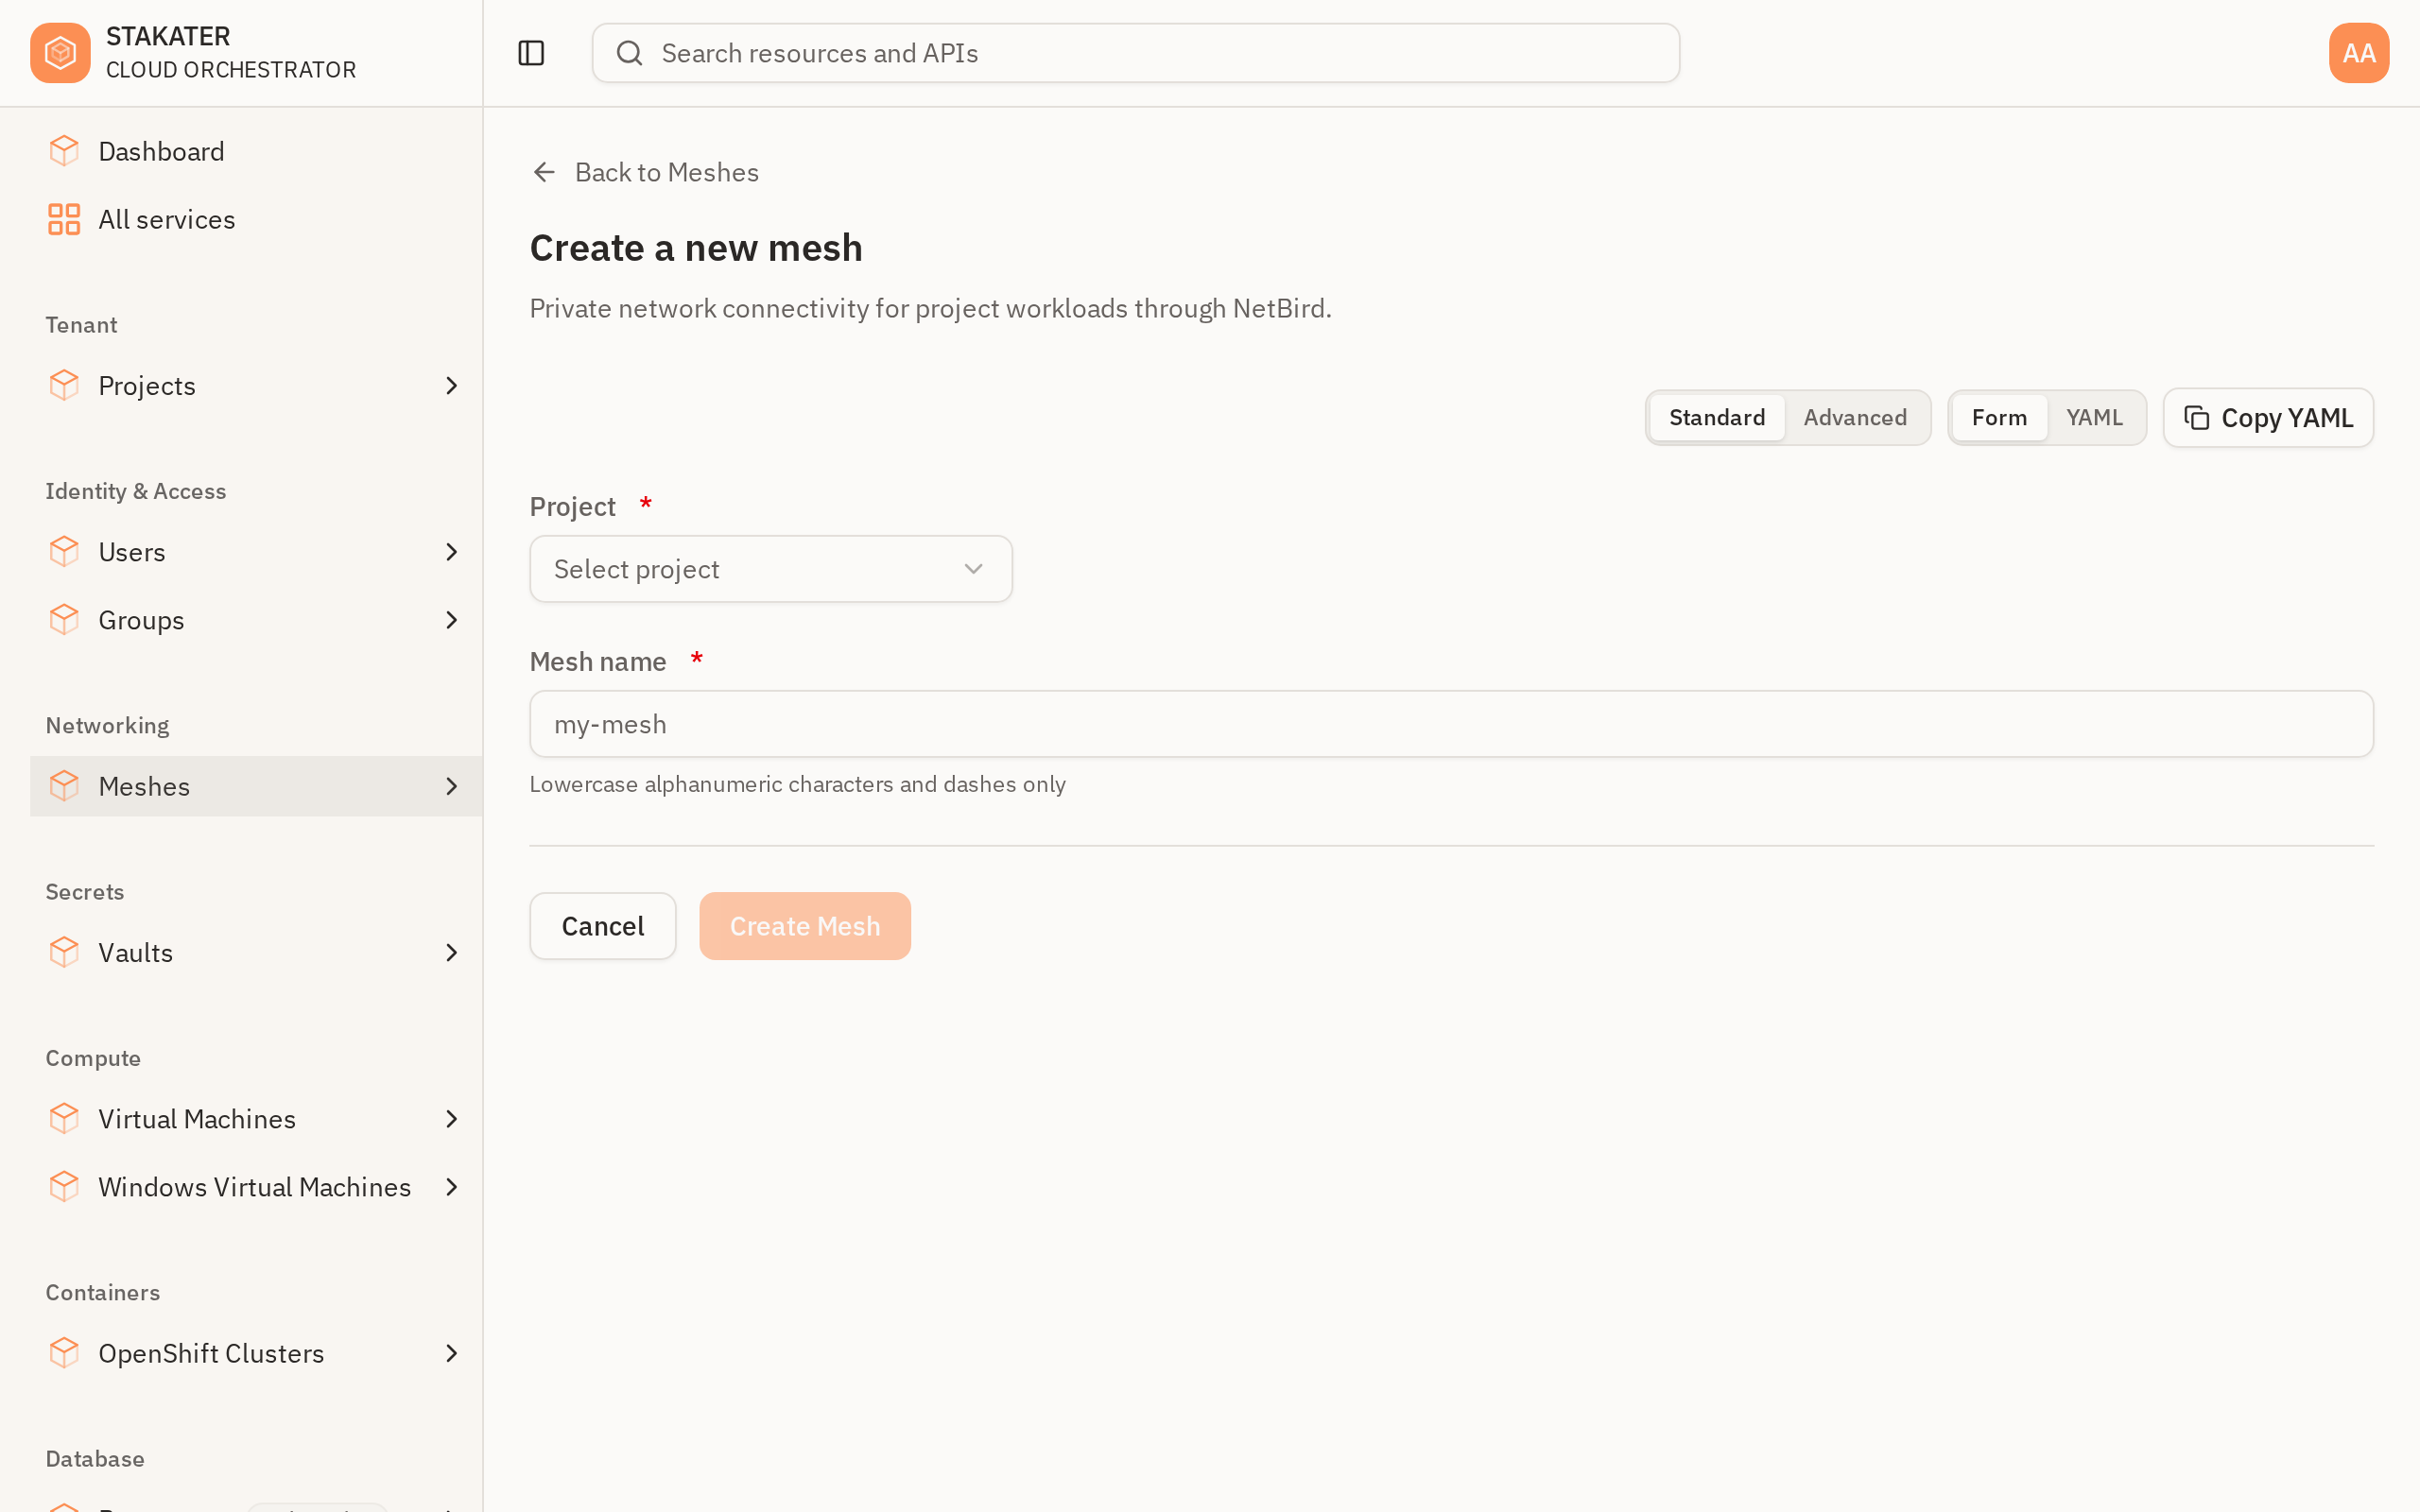 STAKATER
CLOUD ORCHESTRATOR
Search resources and APIs
AA
Dashboard
All services
Tenant
Projects
Identity & Access
Users
Groups
Networking
Meshes
Secrets
Vaults
Compute
Virtual Machines
Windows Virtual Machines
Containers
OpenShift Clusters
Database
Back to Meshes
Create a new mesh
Private network connectivity for project workloads through NetBird.
Standard
Advanced
Form
YAML
Copy YAML
Project *
Select project
Mesh name *
my-mesh
Lowercase alphanumeric characters and dashes only
Cancel
Create Mesh